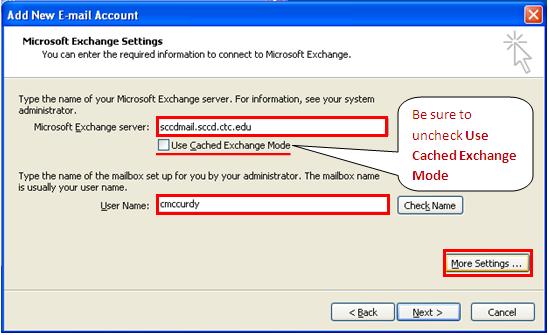 Add New E-mail Account
Microsoft Exchange Settings
You can enter the required information to connect to Microsoft Exchange.
Type the name of your Microsoft Exchange server. For information, see your system
administrator.
Microsoft Exchange server: sccdmail.sccd.ctc.edu
Use Cached Exchange Mode
Be sure to
uncheck Use
Cached Exchange
Mode
Type the name of the mailbox set up for you by your administrator. The mailbox name
is usually your user name.
User Name: cmccurdy
Check Name
More Settings ...
< Back
Next >
Cancel